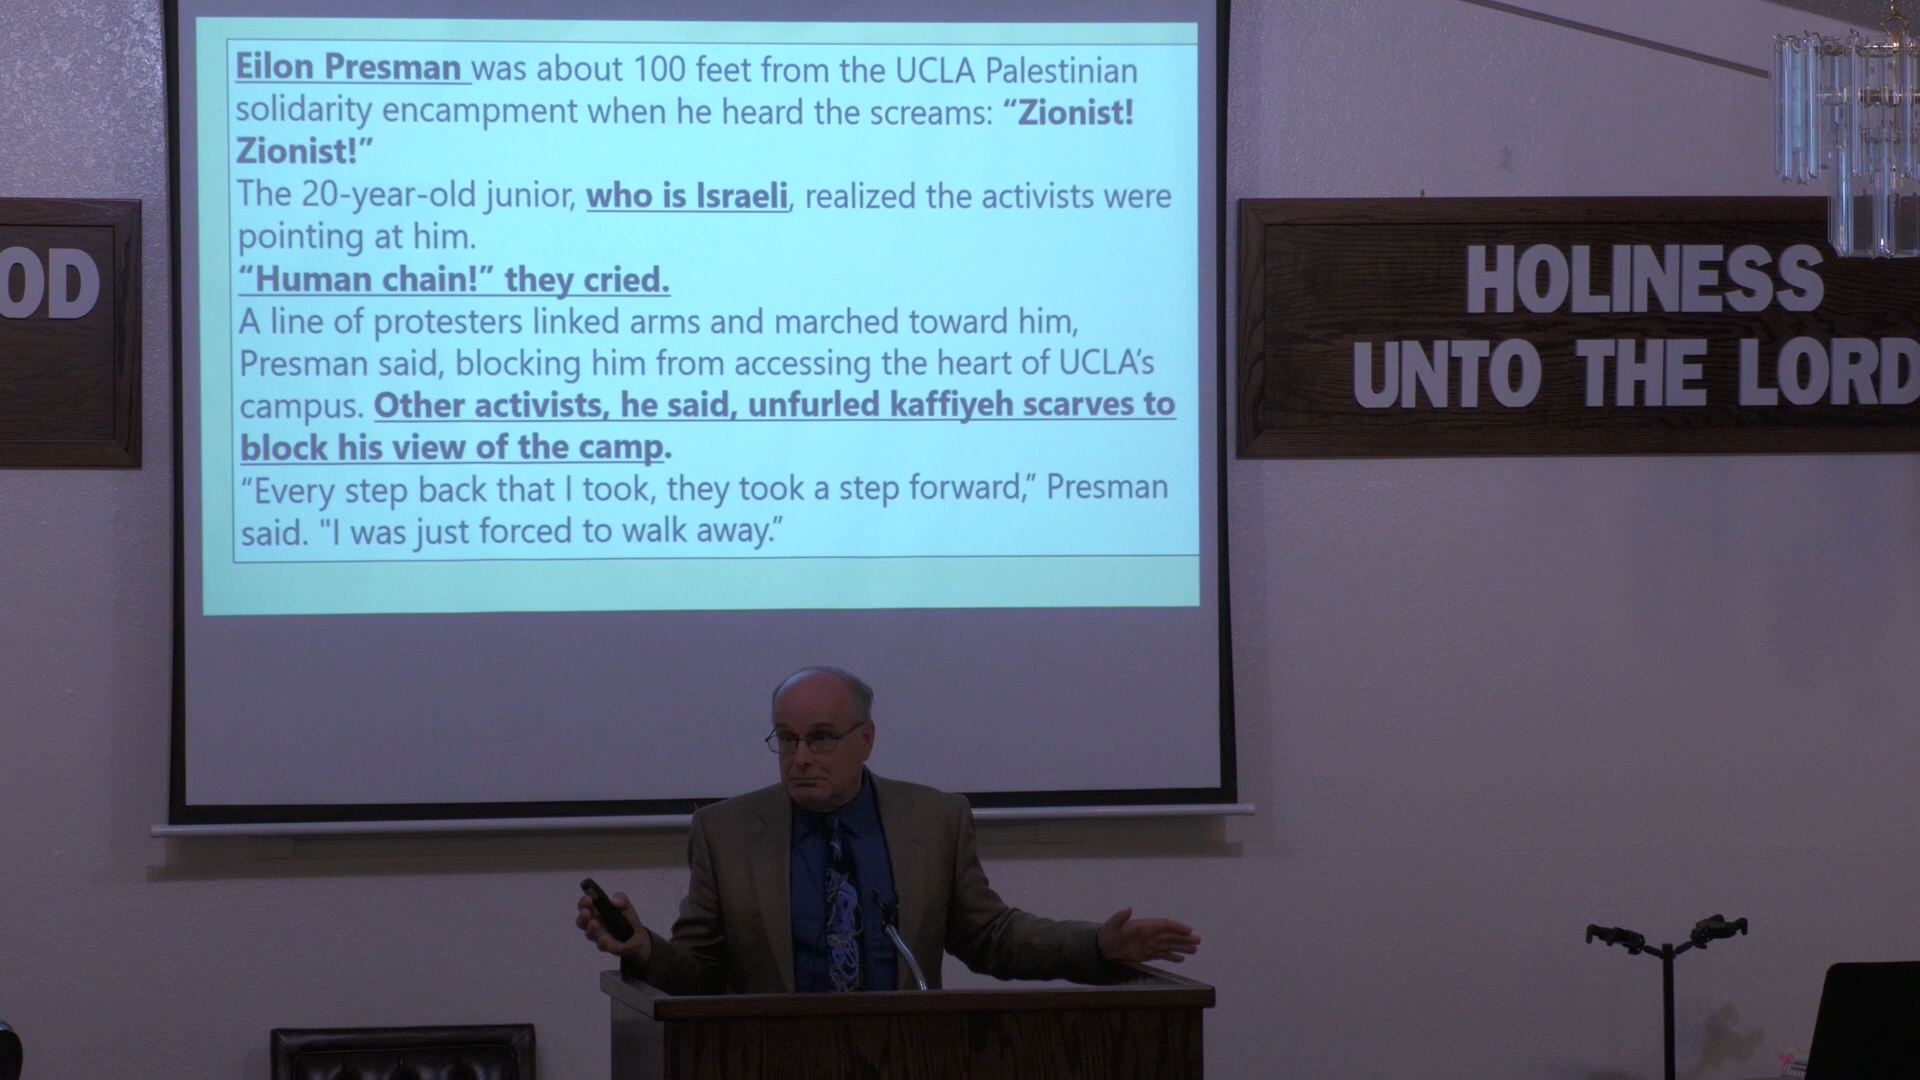 Eilon Presman was about 100 feet from the UCLA Palestinian
solidarity encampment when he heard the screams: “Zionist!
Zionist!”
The 20-year-old junior, who is Israeli, realized the activists were
pointing at him.
“Human chain!” they cried.
A line of protesters linked arms and marched toward him,
Presman said, blocking him from accessing the heart of UCLA’s
campus. Other activists, he said, unfurled kaffiyeh scarves to
block his view of the camp.
“Every step back that I took, they took a step forward,” Presman
said. "I was just forced to walk away.”
OD
HOLINESS
UNTO THE LORD